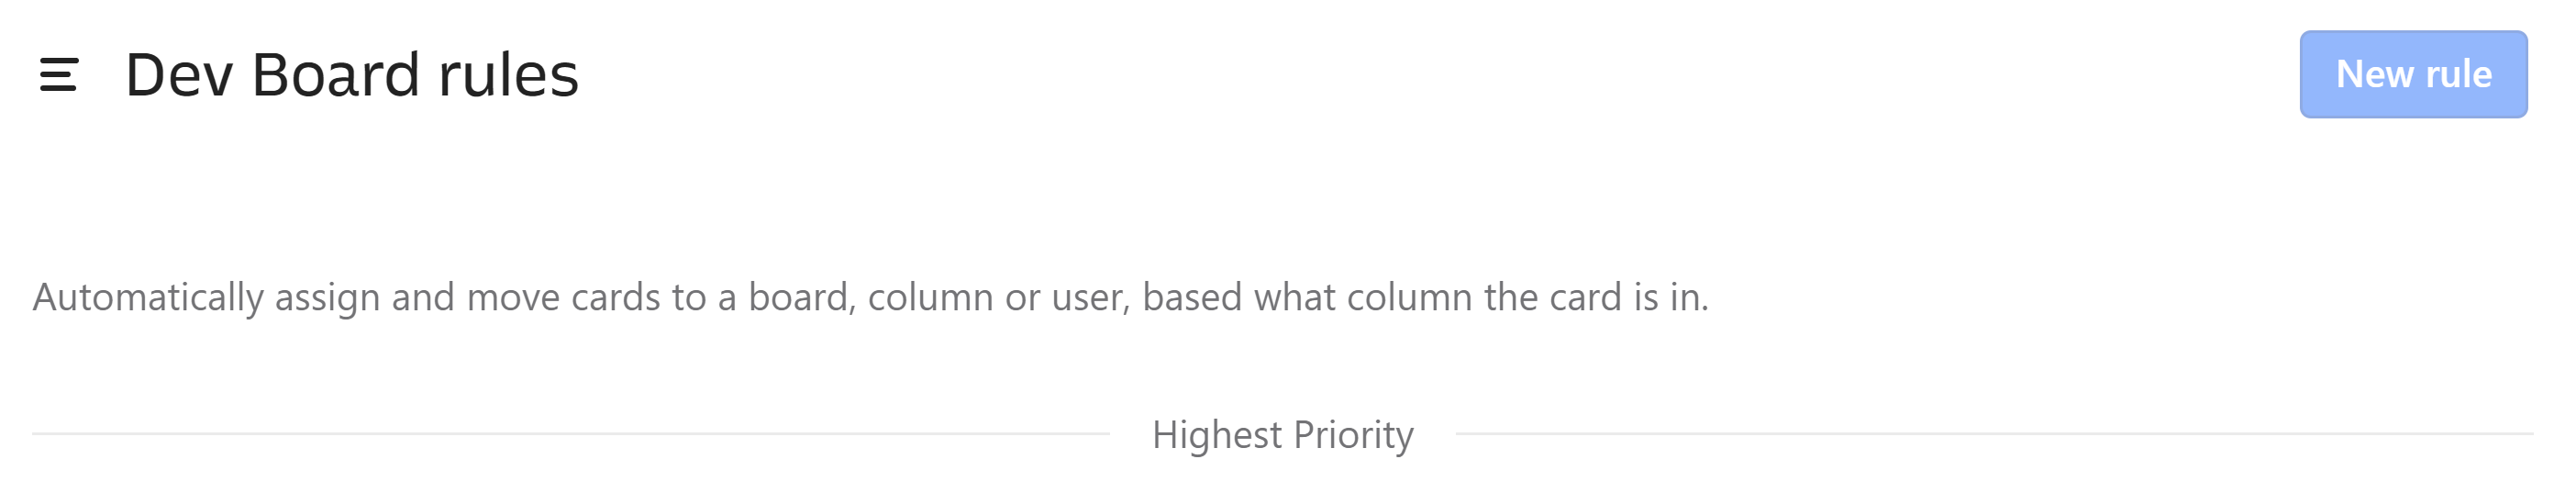 Dev Board rules
New rule
Automatically assign and move cards to a board, column or user, based what column the card is in.
Highest Priority